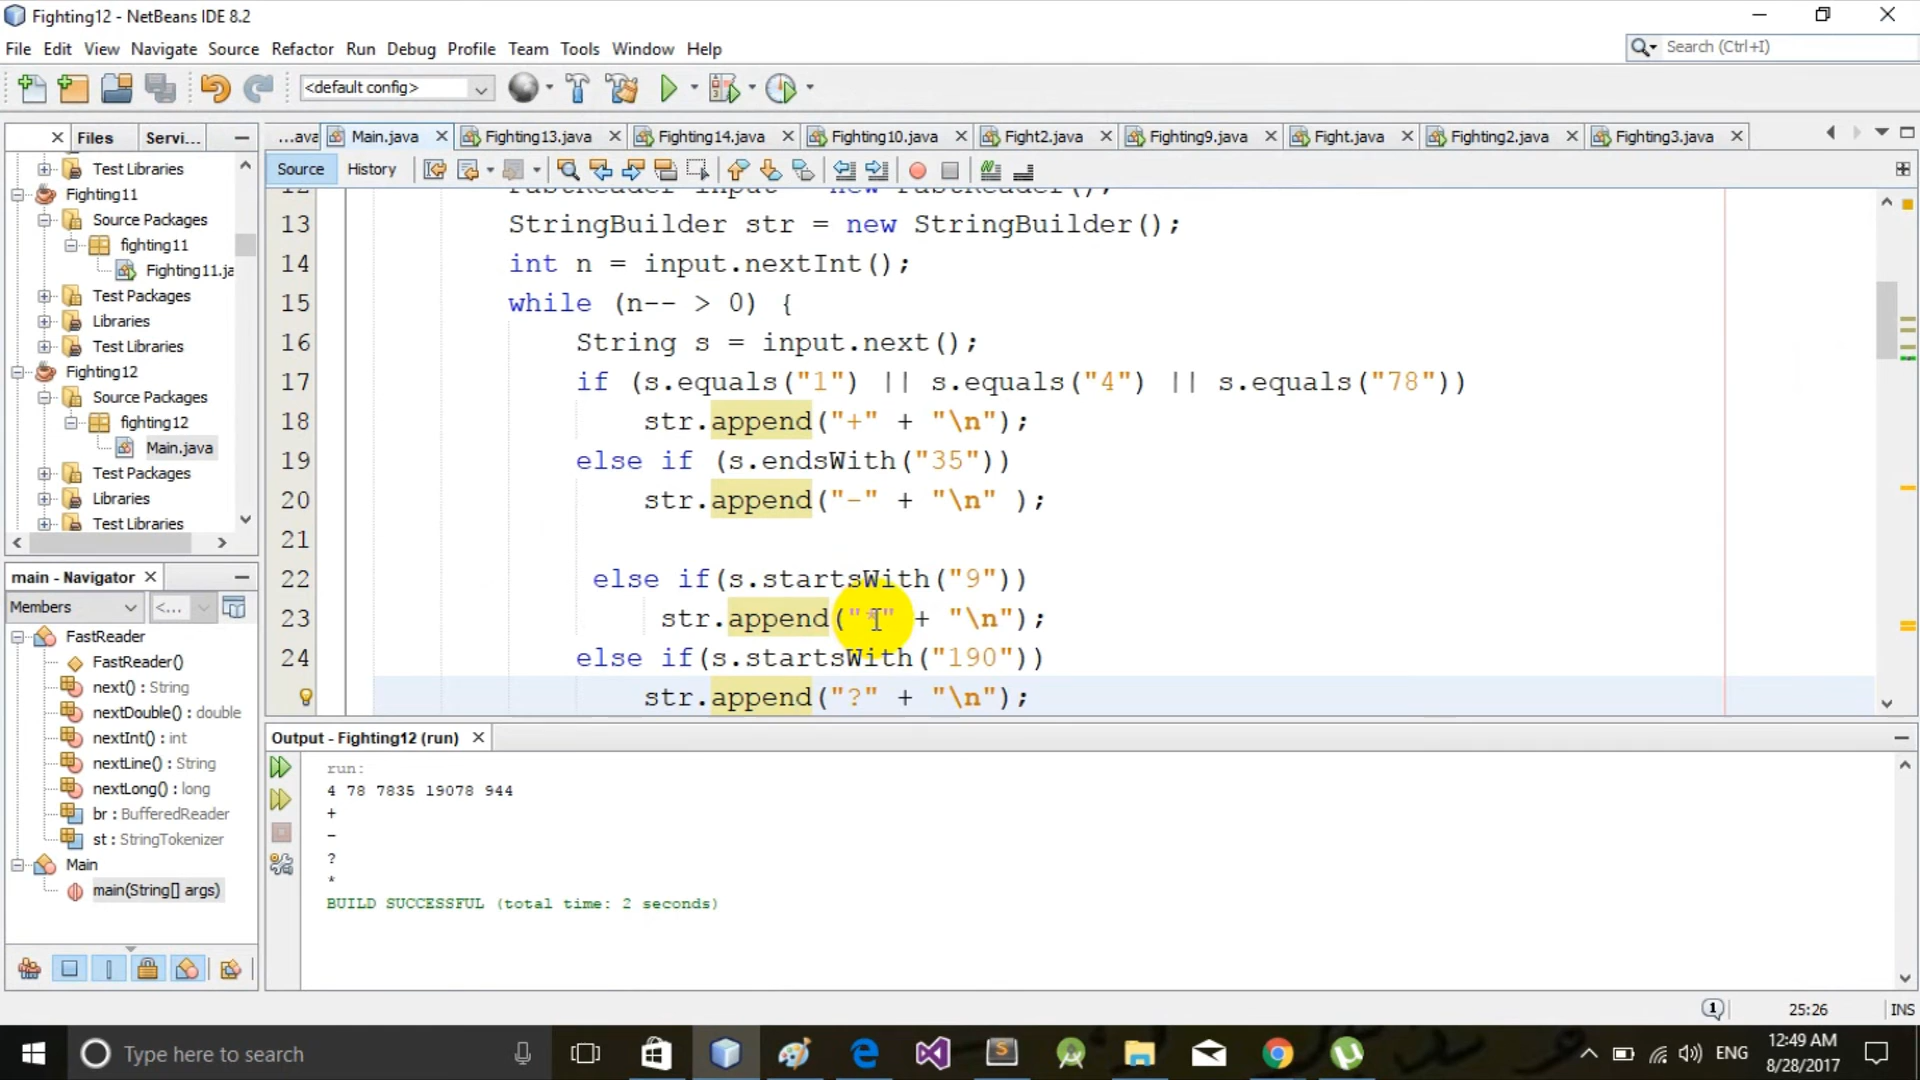 Fighting12 - NetBeans IDE 8.2
File Edit View Navigate Source Refactor Run Debug Profile Team Tools Window Help
Search (Ctrl+I)
<default config>
Files Servi...
...ava Main.java Fighting13.java Fighting14.java Fighting10.java Fight2.java Fighting9.java Fight.java Fighting2.java Fighting3.java
Source History
Test Libraries
Fighting11
Source Packages
fighting11
Fighting11.ja
Test Packages
Libraries
Test Libraries
Fighting12
Source Packages
fighting12
Main.java
Test Packages
Libraries
Test Libraries
12 FastReader input = new FastReader();
13 StringBuilder str = new StringBuilder();
14 int n = input.nextInt();
15 while (n-- > 0) {
16 String s = input.next();
17 if (s.equals("1") || s.equals("4") || s.equals("78"))
18 str.append("+" + "\n");
19 else if (s.endsWith("35"))
20 str.append("-" + "\n" );
21
22 else if(s.startsWith("9"))
23 str.append("*" + "\n");
24 else if(s.startsWith("190"))
str.append("?" + "\n");
main - Navigator
Members <...
FastReader
FastReader()
next() : String
nextDouble() : double
nextInt() : int
nextLine() : String
nextLong() : long
br : BufferedReader
st : StringTokenizer
Main
main(String[] args)
Output - Fighting12 (run)
run:
4 78 7835 19078 944
+
-
?
*
BUILD SUCCESSFUL (total time: 2 seconds)
1 25:26 INS
Type here to search
ENG
12:49 AM
8/28/2017